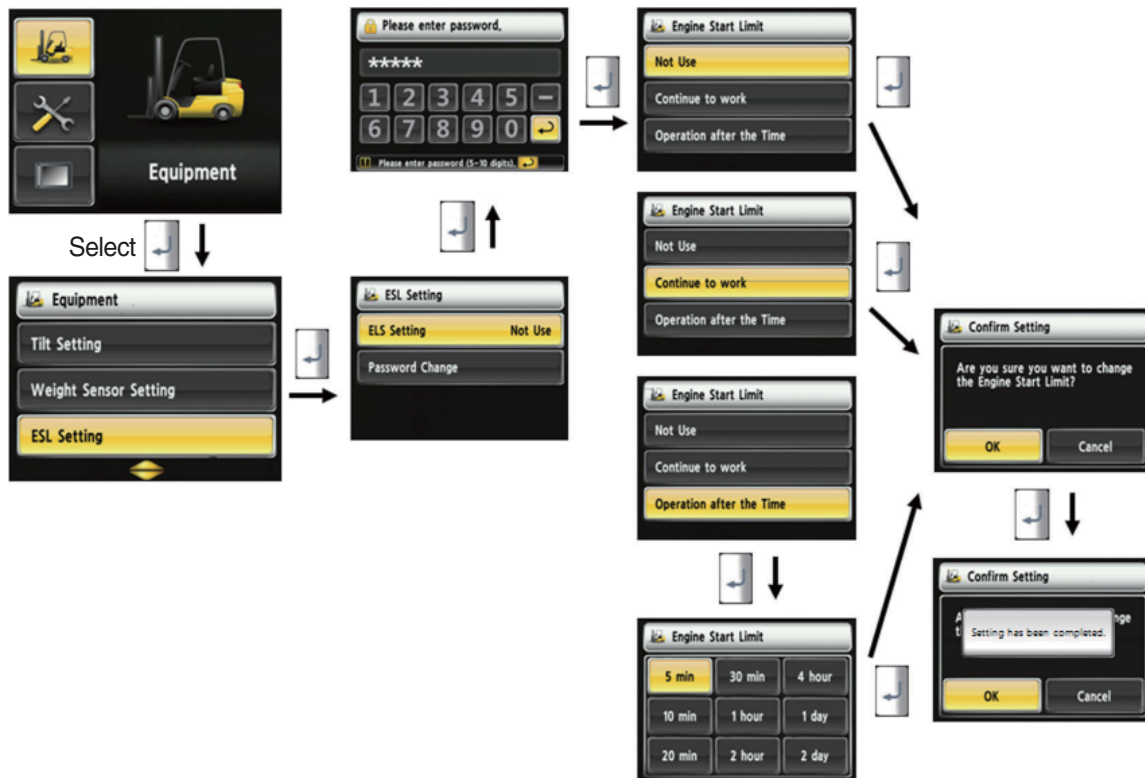 Equipment
Select
Equipment
Tilt Setting
Weight Sensor Setting
ESL Setting
ESL Setting
ELS Setting Not Use
Password Change
Please enter password,
*****
1 2 3 4 5 -
6 7 8 9 0
Please enter password (5-10 digits),
Engine Start Limit
Not Use
Continue to work
Operation after the Time
Engine Start Limit
Not Use
Continue to work
Operation after the Time
Engine Start Limit
Not Use
Continue to work
Operation after the Time
Engine Start Limit
5 min 30 min 4 hour
10 min 1 hour 1 day
20 min 2 hour 2 day
Confirm Setting
Are you sure you want to change
the Engine Start Limit?
OK Cancel
Confirm Setting
Setting has been completed.
OK Cancel